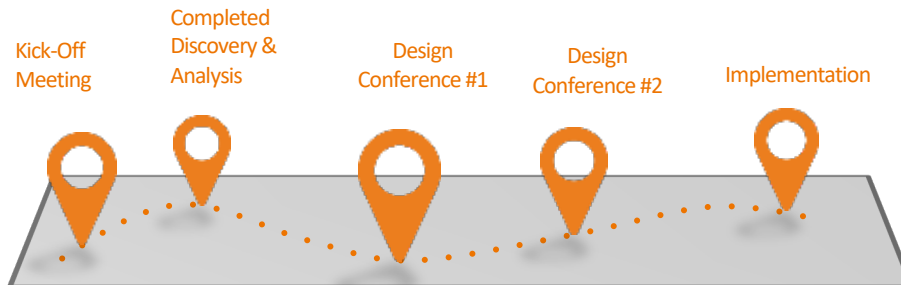 Kick-Off
Meeting
Completed
Discovery &
Analysis
Design
Conference #1
Design
Conference #2
Implementation